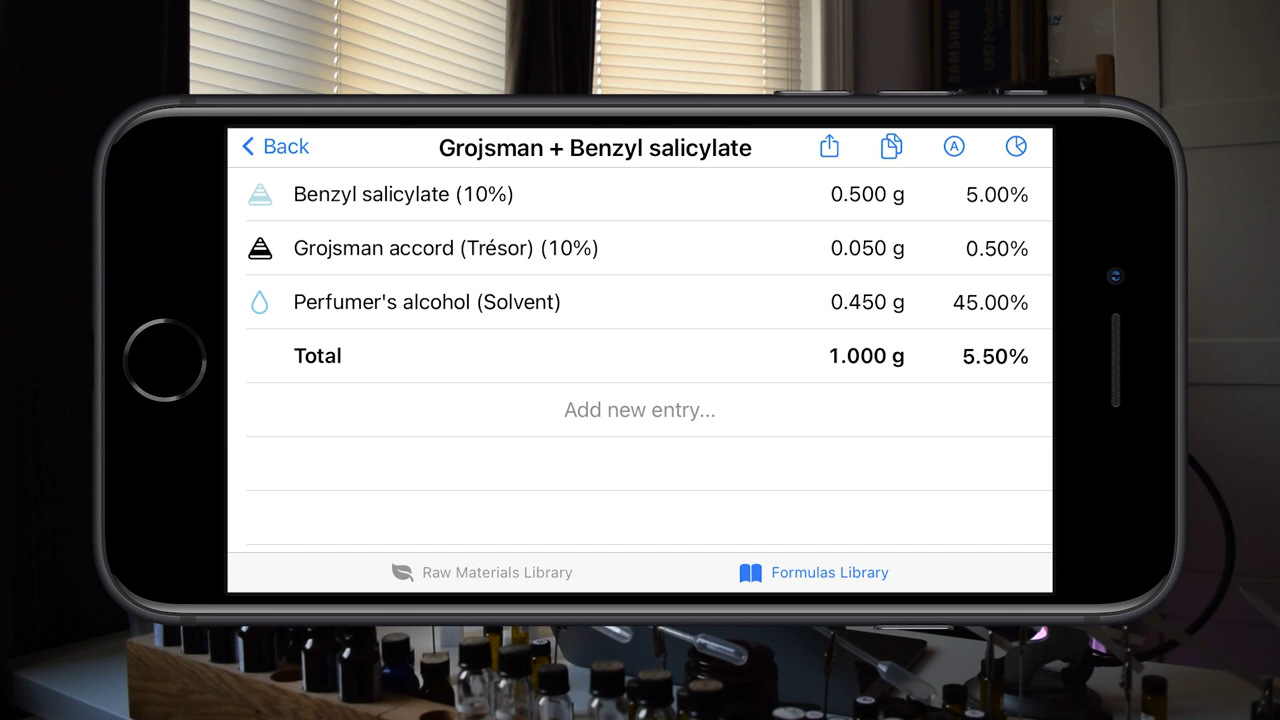 SAMSUNG
Back
Grojsman + Benzyl salicylate
A
Benzyl salicylate (10%) 0.500 g 5.00%
Grojsman accord (Trésor) (10%) 0.050 g 0.50%
Perfumer's alcohol (Solvent) 0.450 g 45.00%
Total 1.000 g 5.50%
Add new entry...
Raw Materials Library
Formulas Library